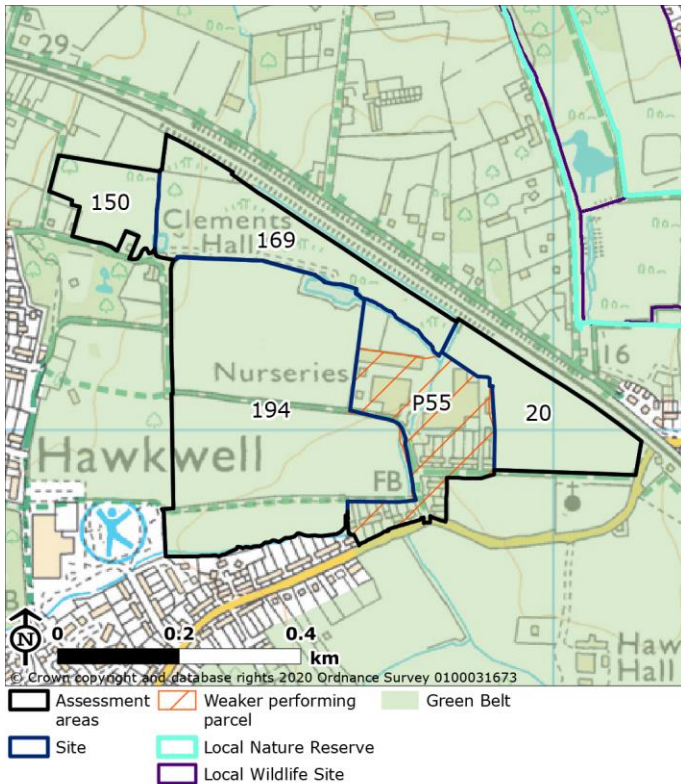 29
150
Clements
Hall
169
16
Nurseries
P55
194
20
Hawkwell
FB
Haw
Hall
N
0 0.2 0.4
km
© Crown copyright and database rights 2020 Ordnance Survey 0100031673
Assessment
areas
Weaker performing
parcel
Green Belt
Site
Local Nature Reserve
Local Wildlife Site